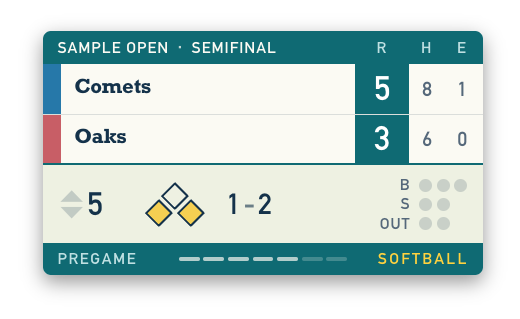 SAMPLE OPEN · SEMIFINAL R H E
Comets 5 8 1
Oaks 3 6 0
5 1-2 B
S
OUT
PREGAME SOFTBALL